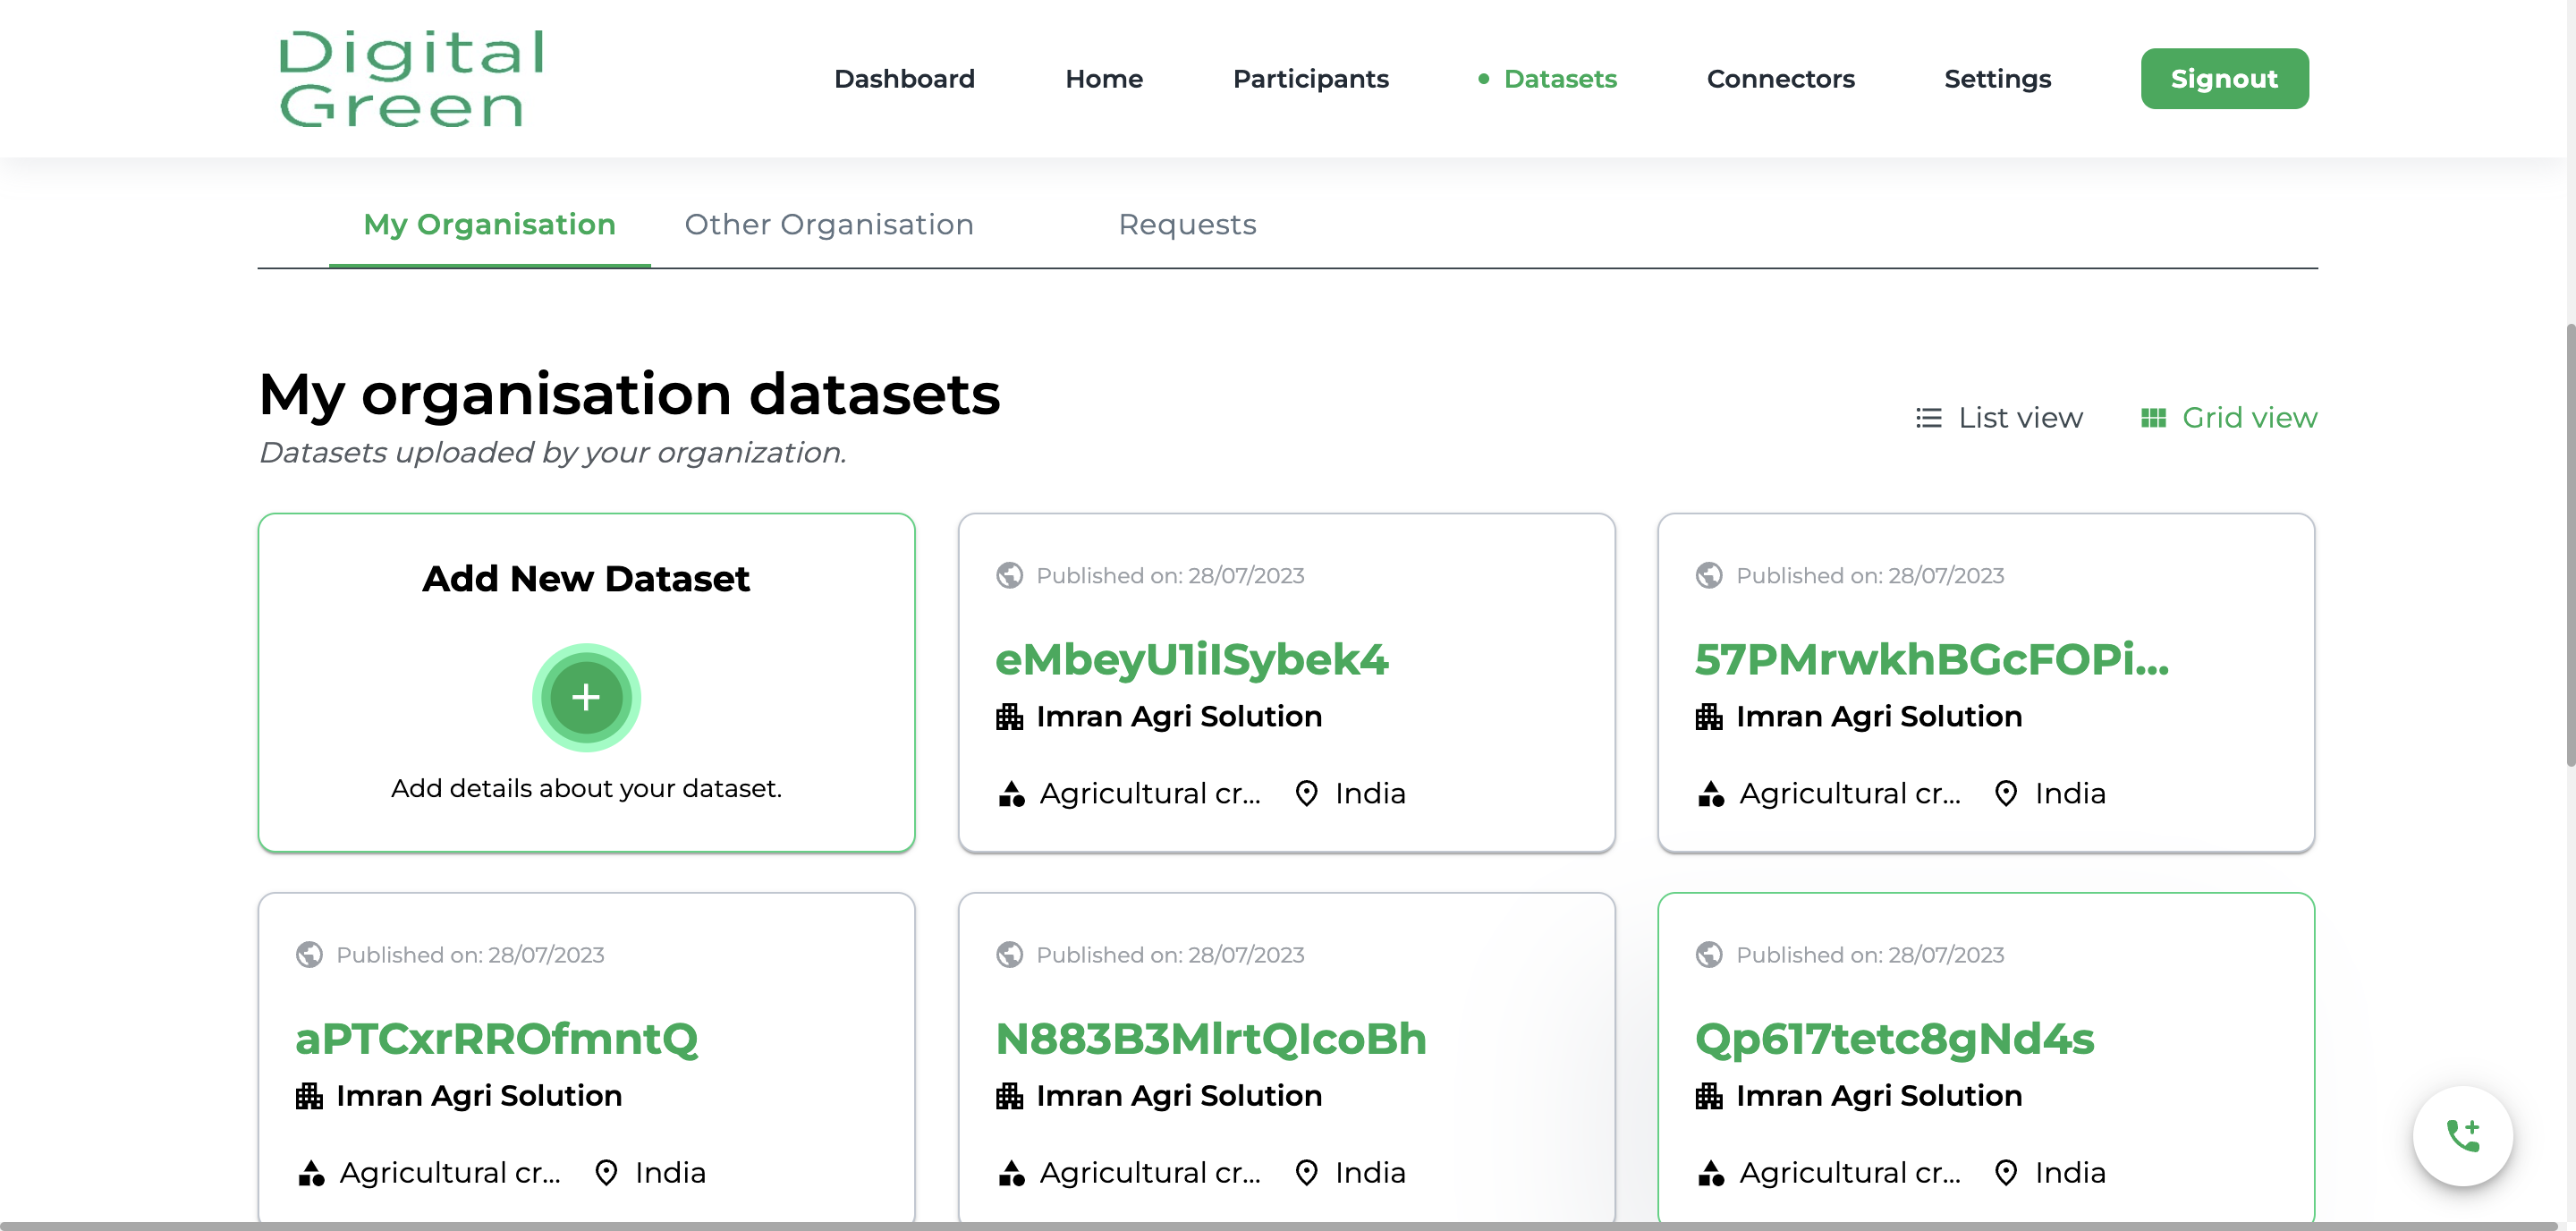 Digital
Green
Dashboard Home Participants Datasets Connectors Settings Signout
My Organisation Other Organisation Requests
My organisation datasets
Datasets uploaded by your organization.
List view Grid view
Add New Dataset
Add details about your dataset.
Published on: 28/07/2023
eMbeyU1iISybek4
Imran Agri Solution
Agricultural cr... India
Published on: 28/07/2023
57PMrwkhBGcFOPi...
Imran Agri Solution
Agricultural cr... India
Published on: 28/07/2023
aPTCxrRROfmntQ
Imran Agri Solution
Agricultural cr... India
Published on: 28/07/2023
N883B3MlrtQIcoBh
Imran Agri Solution
Agricultural cr... India
Published on: 28/07/2023
Qp617tetc8gNd4s
Imran Agri Solution
Agricultural cr... India